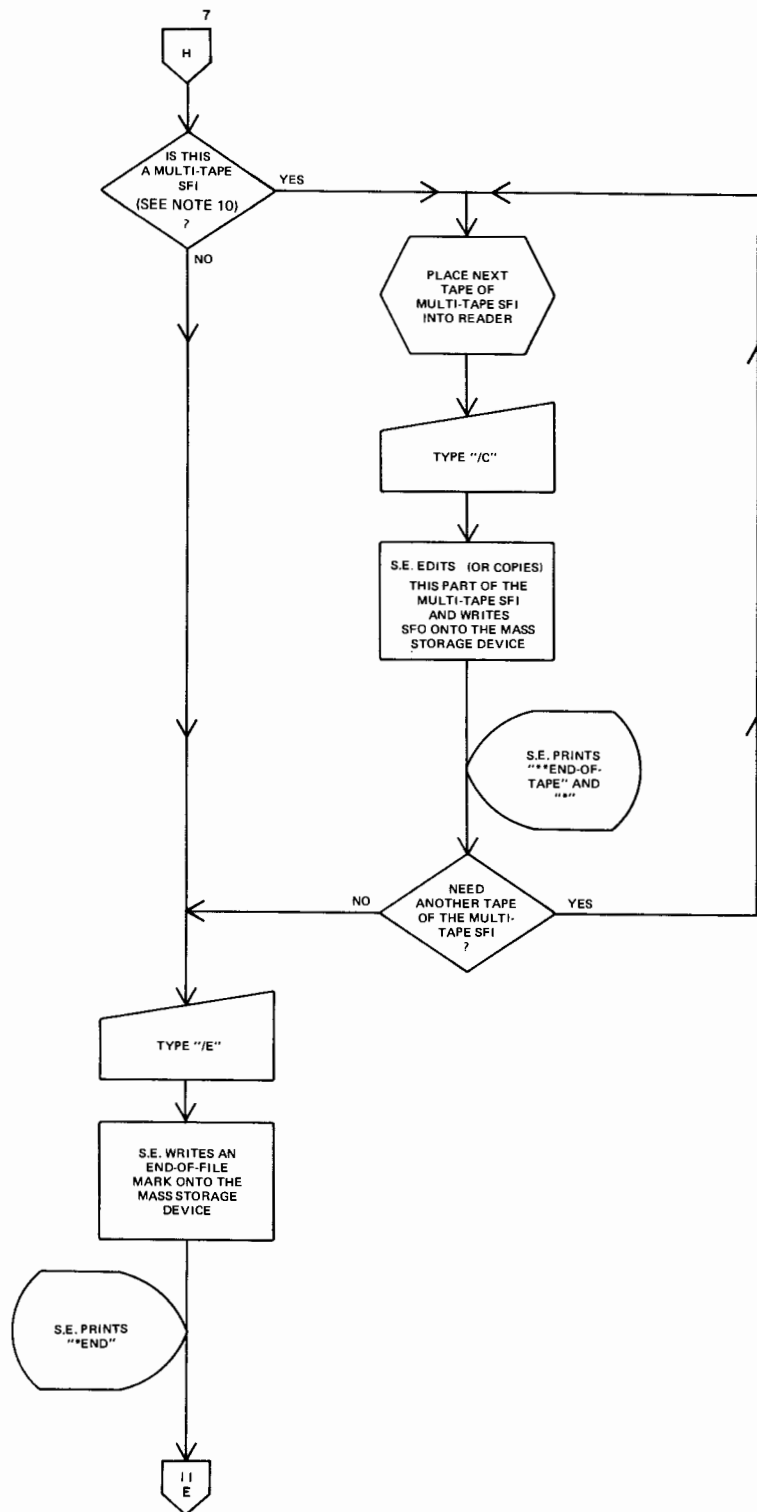 7
H
IS THIS
A MULTI-TAPE
SFI
(SEE NOTE 10)
?
YES
NO
PLACE NEXT
TAPE OF
MULTI-TAPE SFI
INTO READER
TYPE "/C"
S.E. EDITS (OR COPIES)
THIS PART OF THE
MULTI-TAPE SFI
AND WRITES
SFO ONTO THE MASS
STORAGE DEVICE
S.E. PRINTS
"**END-OF-
TAPE" AND
"*"
NEED
ANOTHER TAPE
OF THE MULTI-
TAPE SFI
?
NO
YES
TYPE "/E"
S.E. WRITES AN
END-OF-FILE
MARK ONTO THE
MASS STORAGE
DEVICE
S.E. PRINTS
"*END"
11
E